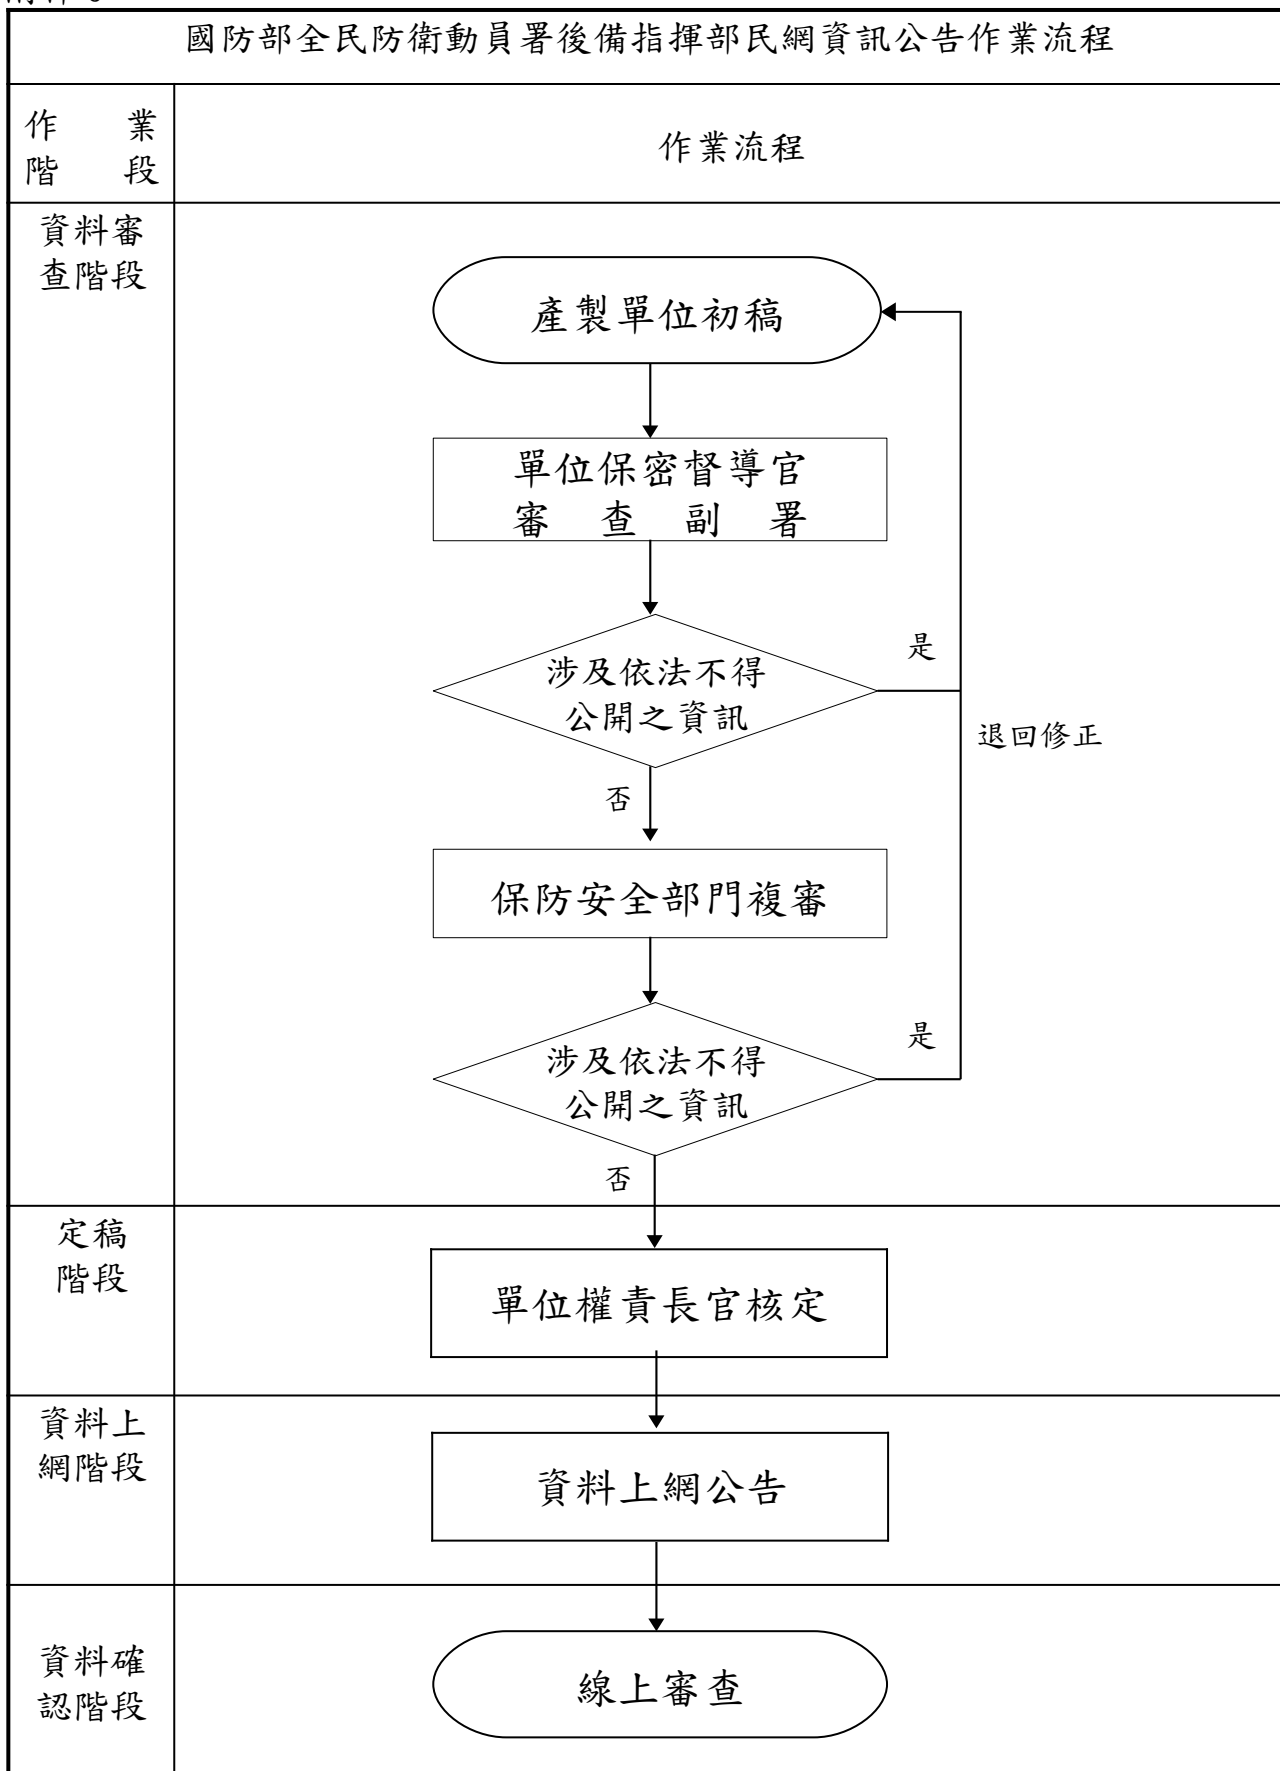 國防部全民防衛動員署後備指揮部民網資訊公告作業流程
作業
階段
作業流程
資料審
查階段
產製單位初稿
單位保密督導官
審查副署
涉及依法不得
公開之資訊
是
退回修正
否
保防安全部門複審
涉及依法不得
公開之資訊
是
否
定稿
階段
單位權責長官核定
資料上
網階段
資料上網公告
資料確
認階段
線上審查